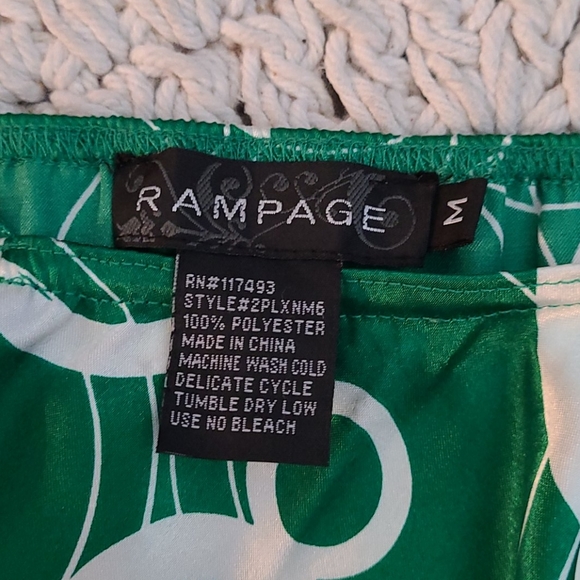 RAMPAGE
M
RN#117493
STYLE#2PLXNM6
100% POLYESTER
MADE IN CHINA
MACHINE WASH COLD
DELICATE CYCLE
TUMBLE DRY LOW
USE NO BLEACH